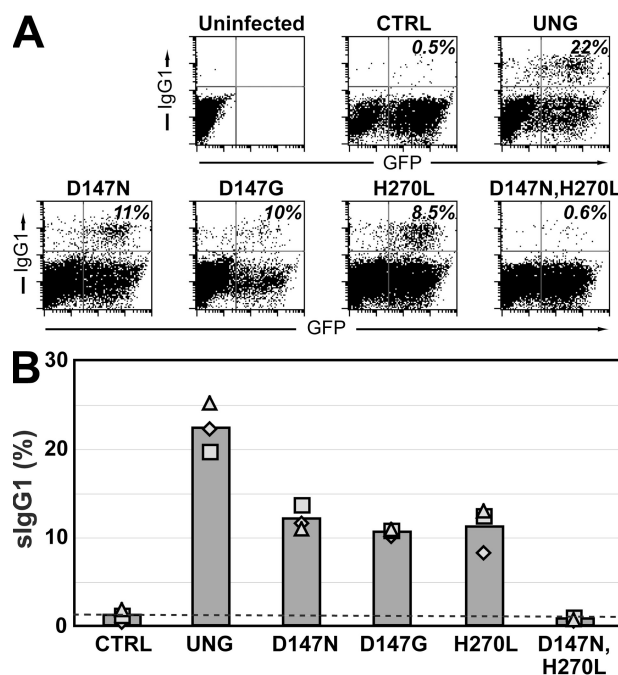 A
Uninfected CTRL UNG
0.5% 22%
IgG1
GFP
D147N D147G H270L D147N,H270L
11% 10% 8.5% 0.6%
IgG1
GFP
B
30
20
10
0
sIgG1 (%)
CTRL UNG D147N D147G H270L D147N,
H270L